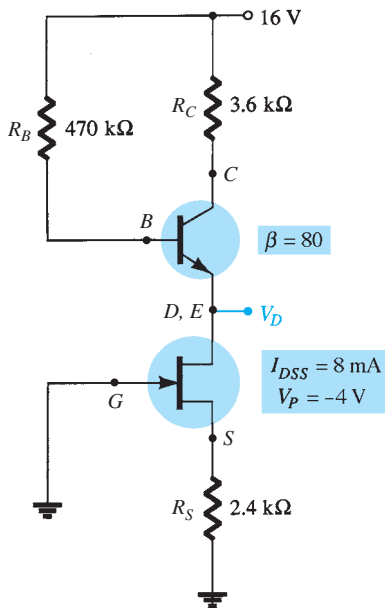 16 V
R_B 470 kΩ
R_C 3.6 kΩ
C
B
β = 80
D, E
V_D
I_DSS = 8 mA
V_P = –4 V
G
S
R_S 2.4 kΩ